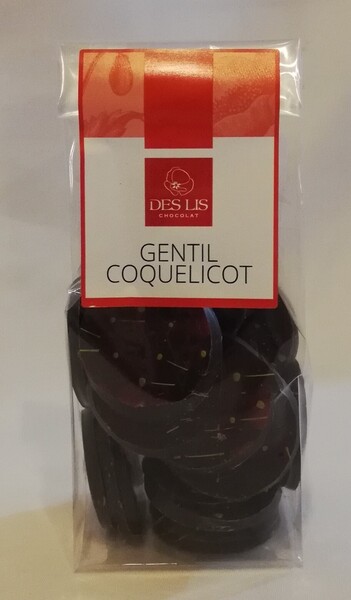 DES LIS
CHOCOLAT
GENTIL
COQUELICOT